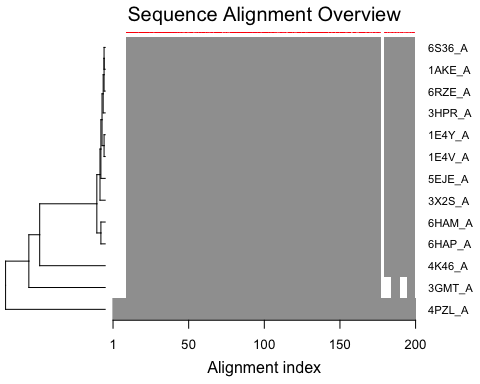 Sequence Alignment Overview
6S36_A
1AKE_A
6RZE_A
3HPR_A
1E4Y_A
1E4V_A
5EJE_A
3X2S_A
6HAM_A
6HAP_A
4K46_A
3GMT_A
4PZL_A
1 50 100 150 200
Alignment index